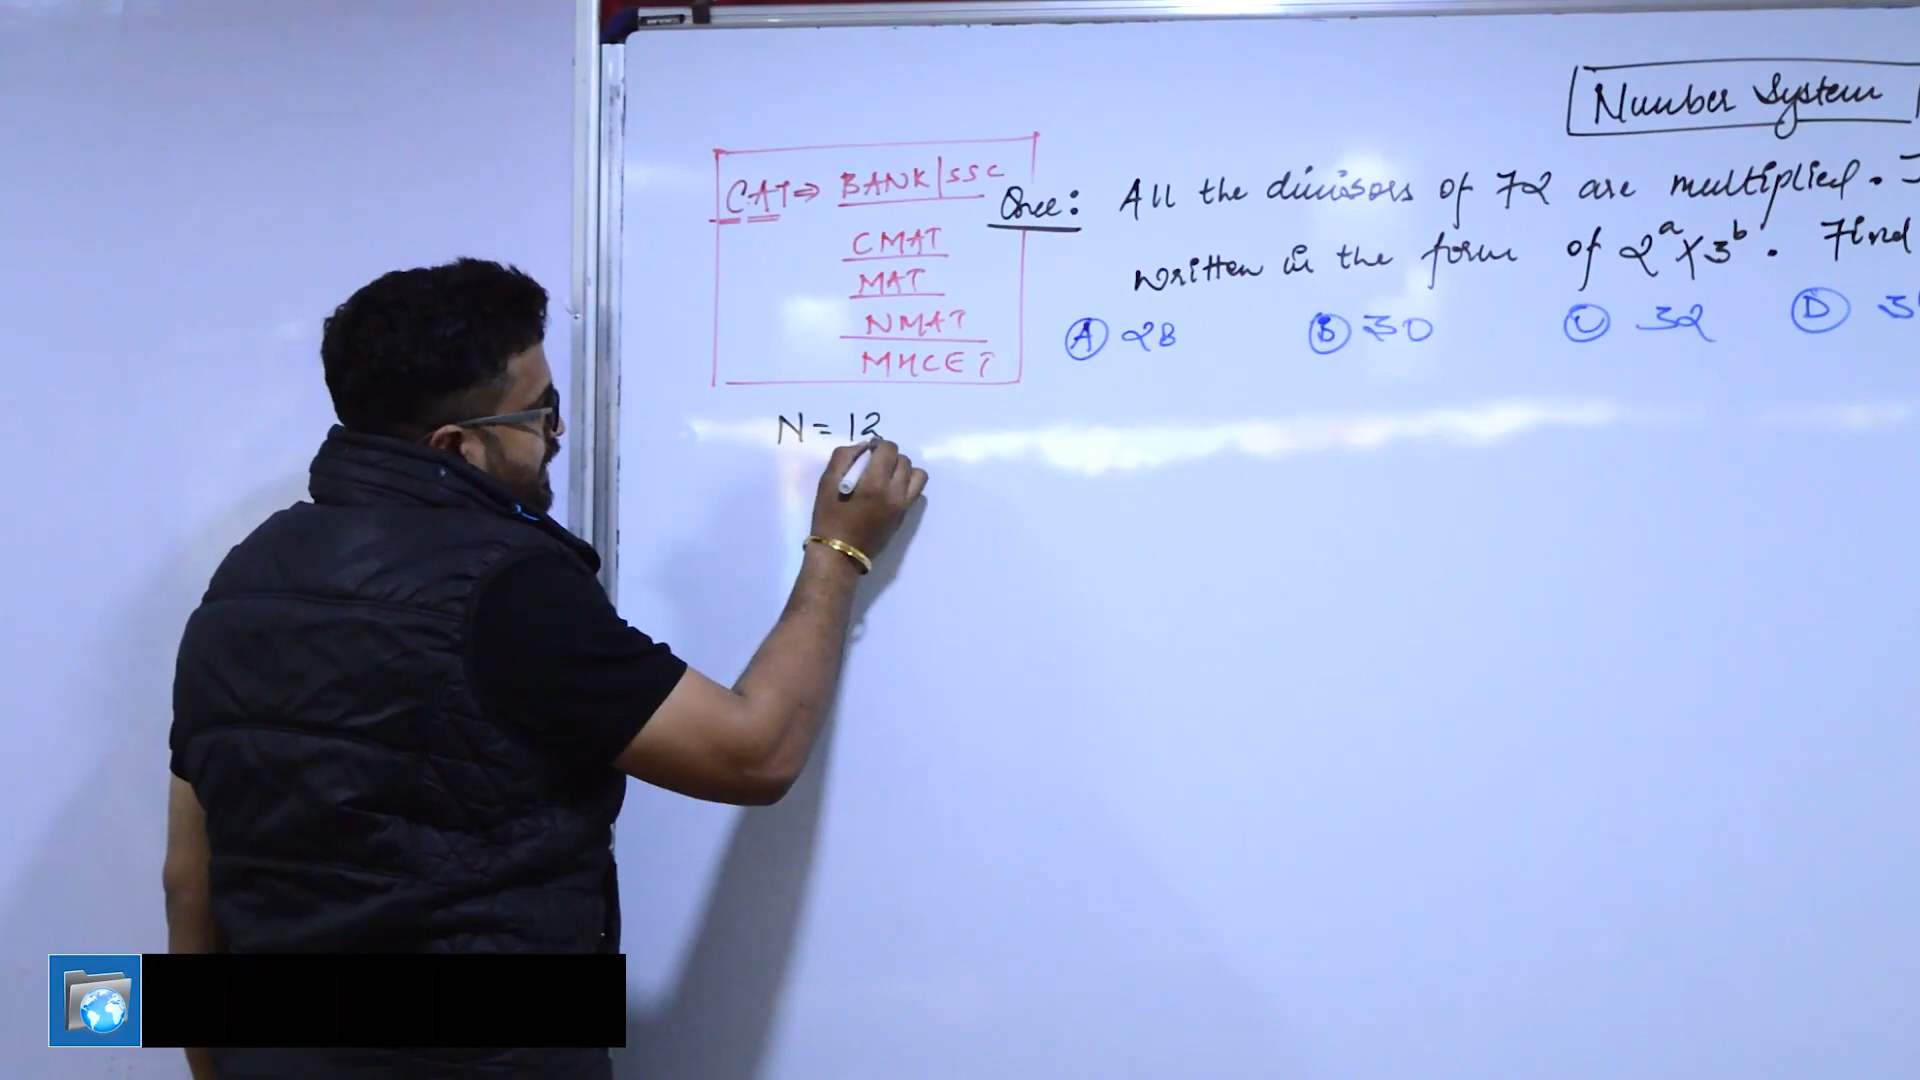 Number System
CAT ⇒ BANK | SSC
CMAT
MAT
NMAT
MHCET
Que: All the divisors of 72 are multiplied.
written in the form of 2^a × 3^b. Find
(A) 28 (B) 30 (C) 32 (D)
N = 12